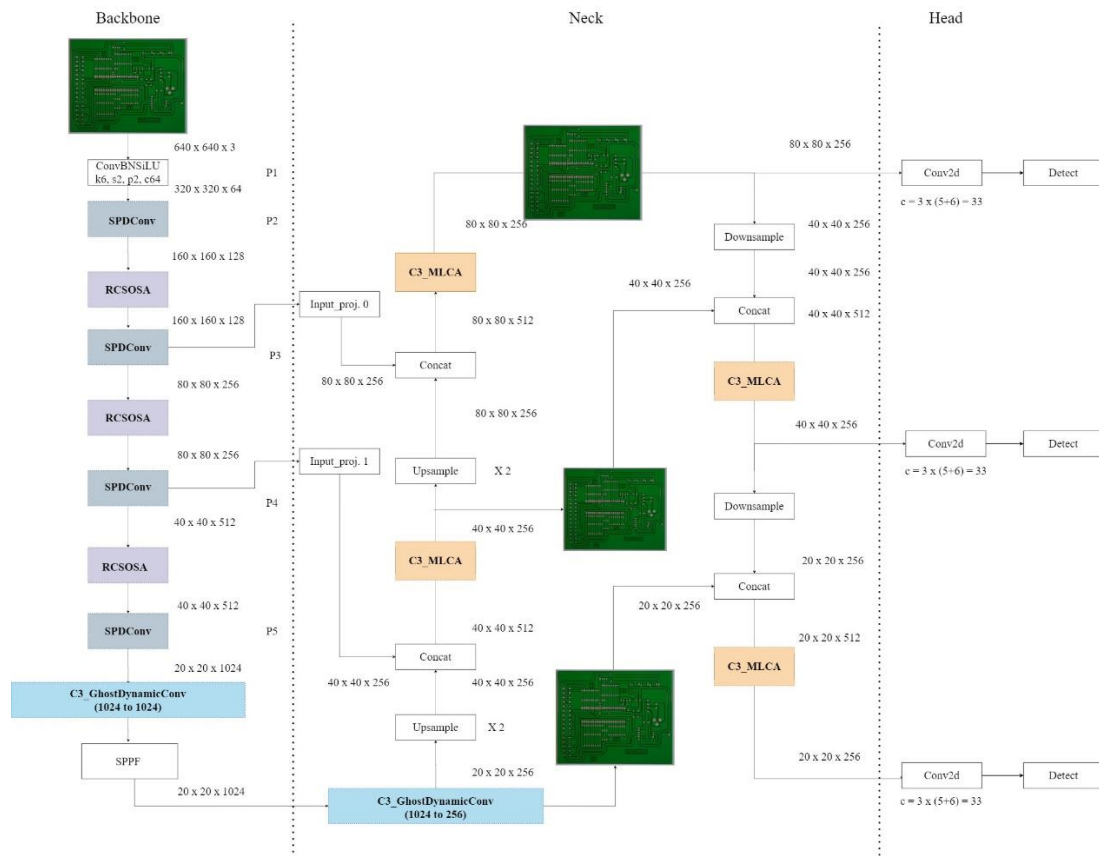 Backbone
Neck
Head
640 x 640 x 3
ConvBNSiLU
k6, s2, p2, c64
P1
320 x 320 x 64
SPDConv
P2
160 x 160 x 128
RCSOSA
160 x 160 x 128
SPDConv
P3
80 x 80 x 256
RCSOSA
80 x 80 x 256
SPDConv
P4
40 x 40 x 512
RCSOSA
40 x 40 x 512
SPDConv
P5
20 x 20 x 1024
C3_GhostDynamicConv
(1024 to 1024)
SPPF
20 x 20 x 1024
80 x 80 x 256
C3_MLCA
Input_proj. 0
80 x 80 x 512
Concat
80 x 80 x 256
80 x 80 x 256
Input_proj. 1
Upsample
X 2
40 x 40 x 256
C3_MLCA
40 x 40 x 512
Concat
40 x 40 x 256
40 x 40 x 256
Upsample
X 2
20 x 20 x 256
C3_GhostDynamicConv
(1024 to 256)
80 x 80 x 256
40 x 40 x 256
Downsample
40 x 40 x 256
40 x 40 x 256
Concat
40 x 40 x 512
C3_MLCA
40 x 40 x 256
Downsample
20 x 20 x 256
Concat
20 x 20 x 256
20 x 20 x 512
C3_MLCA
20 x 20 x 256
Conv2d
Detect
c = 3 x (5+6) = 33
Conv2d
Detect
c = 3 x (5+6) = 33
Conv2d
Detect
c = 3 x (5+6) = 33